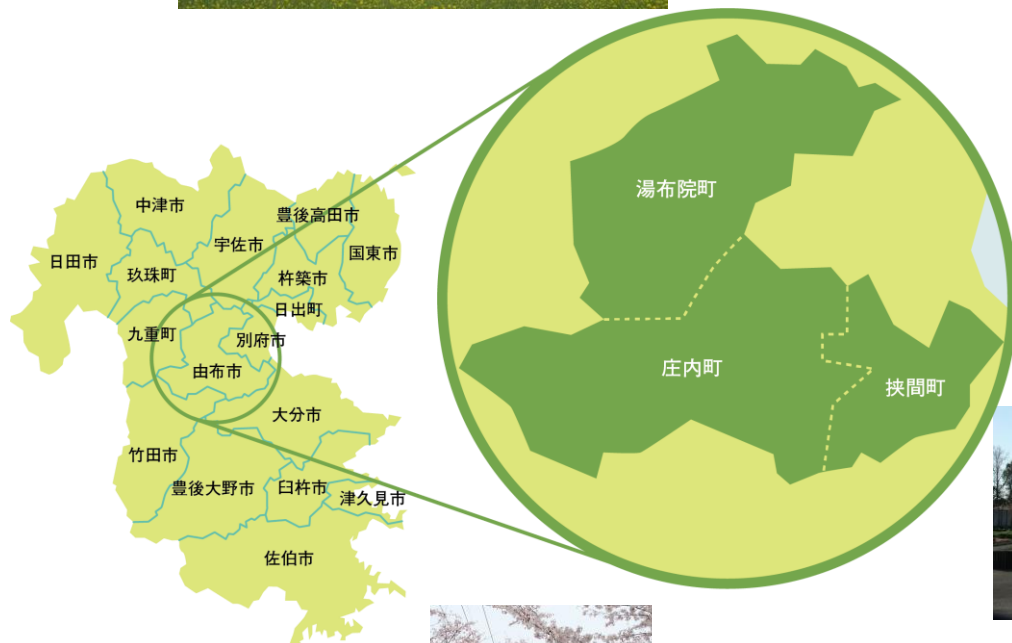 中津市
豊後高田市
宇佐市
国東市
日田市
玖珠町
杵築市
日出町
九重町
別府市
由布市
大分市
竹田市
豊後大野市
臼杵市
津久見市
佐伯市
湯布院町
庄内町
挾間町